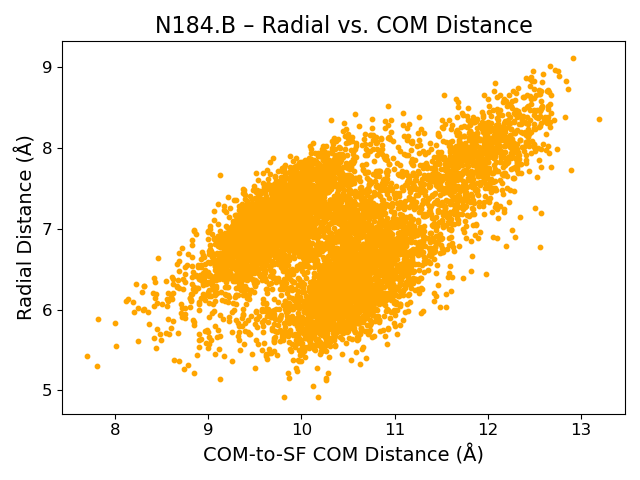 N184.B – Radial vs. COM Distance
Radial Distance (Å)
9
8
7
6
5
8 9 10 11 12 13
COM-to-SF COM Distance (Å)